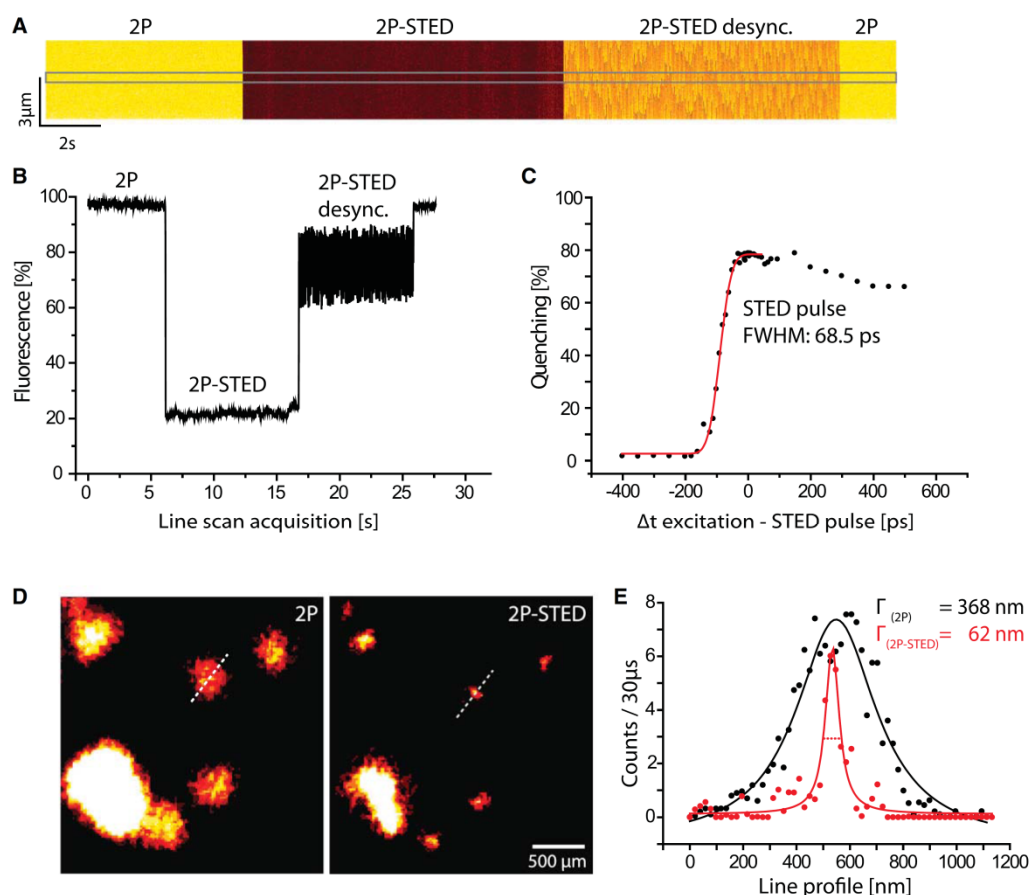 A
2P
2P-STED
2P-STED desync.
2P
3μm
2s
B
2P
2P-STED
desync.
2P-STED
100
80
60
40
20
0
Fluorescence [%]
0 5 10 15 20 25 30
Line scan acquisition [s]
C
100
80
60
40
20
0
Quenching [%]
STED pulse
FWHM: 68.5 ps
-400 -200 0 200 400 600
Δt excitation - STED pulse [ps]
D
2P
2P-STED
500 μm
E
Γ (2P) = 368 nm
Γ(2P-STED) = 62 nm
8
6
4
2
0
Counts / 30μs
0 200 400 600 800 1000 1200
Line profile [nm]